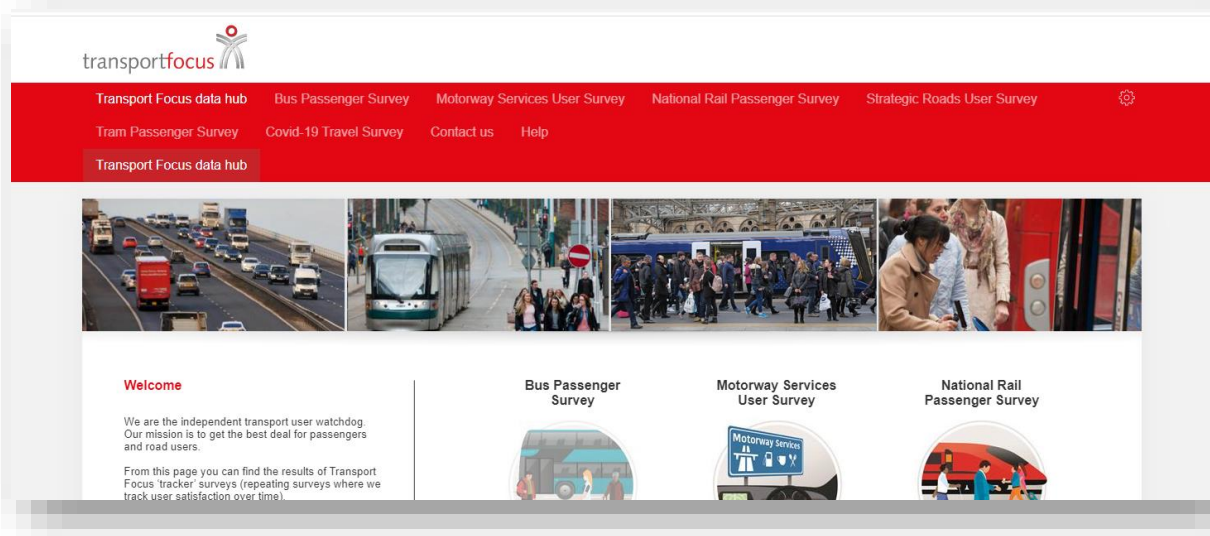 transportfocus
Transport Focus data hub Bus Passenger Survey Motorway Services User Survey National Rail Passenger Survey Strategic Roads User Survey
Tram Passenger Survey Covid-19 Travel Survey Contact us Help
Transport Focus data hub
Welcome
We are the independent transport user watchdog.
Our mission is to get the best deal for passengers
and road users.
From this page you can find the results of Transport
Focus 'tracker' surveys (repeating surveys where we
track user satisfaction over time).
Bus Passenger
Survey
Motorway Services
User Survey
Motorway Services
National Rail
Passenger Survey